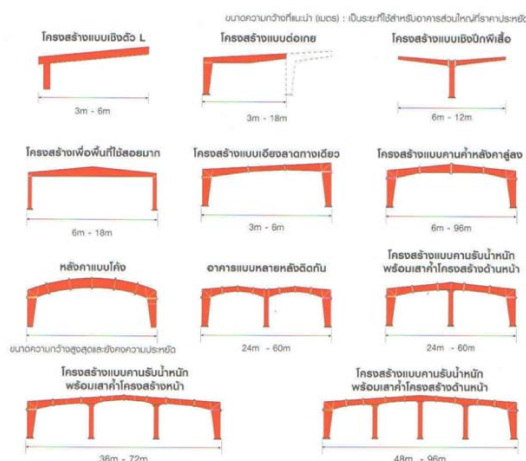 ขนาดความกว้างที่แนะนำ (เมตร) : เป็นระยะที่ใช้สำหรับอาคารส่วนใหญ่ที่ราคาประหยัด
โครงสร้างแบบเชิงตัว L
โครงสร้างแบบต่อเกย
โครงสร้างแบบเชิงปีกผีเสื้อ
3m - 6m
3m - 18m
6m - 12m
โครงสร้างเพื่อพื้นที่ใช้สอยมาก
โครงสร้างแบบเอียงลาดทางเดียว
โครงสร้างแบบคานค้ำหลังคาลู่ลง
6m - 18m
3m - 6m
6m - 96m
หลังคาแบบโค้ง
อาคารแบบหลายหลังติดกัน
โครงสร้างแบบคานรับน้ำหนัก
พร้อมเสาค้ำโครงสร้างด้านหน้า
ขนาดความกว้างสูงสุดและยังคงความประหยัด
24m - 60m
24m - 60m
โครงสร้างแบบคานรับน้ำหนัก
พร้อมเสาค้ำโครงสร้างหน้า
โครงสร้างแบบคานรับน้ำหนัก
พร้อมเสาค้ำโครงสร้างด้านหน้า
36m - 72m
48m - 96m